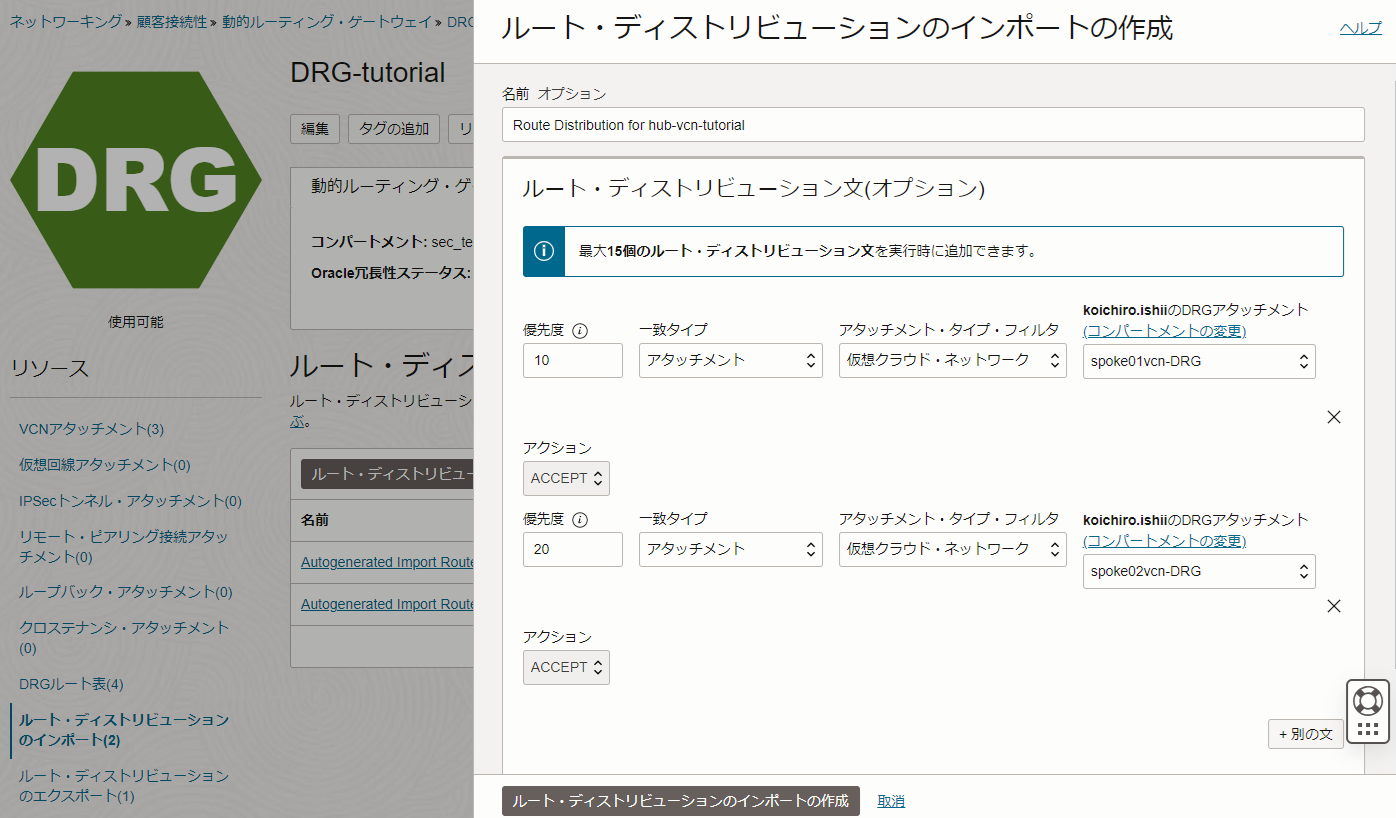 ネットワーキング » 顧客接続性 » 動的ルーティング・ゲートウェイ » DRG
DRG
使用可能
リソース
VCNアタッチメント(3)
仮想回線アタッチメント(0)
IPSecトンネル・アタッチメント(0)
リモート・ピアリング接続アタッ
チメント(0)
ループバック・アタッチメント(0)
クロステナンシ・アタッチメント
(0)
DRGルート表(4)
ルート・ディストリビューション
のインポート(2)
ルート・ディストリビューション
のエクスポート(1)
DRG-tutorial
編集 タグの追加 リ
動的ルーティング・ゲ
コンパートメント: sec_te
Oracle冗長性ステータス:
ルート・ディス
ルート・ディストリビューシ
ぶ。
ルート・ディストリビュー
名前
Autogenerated Import Route
Autogenerated Import Route
ルート・ディストリビューションのインポートの作成
ヘルプ
名前 オプション
Route Distribution for hub-vcn-tutorial
ルート・ディストリビューション文(オプション)
最大15個のルート・ディストリビューション文を実行時に追加できます。
優先度 一致タイプ アタッチメント・タイプ・フィルタ koichiro.ishiiのDRGアタッチメント
(コンパートメントの変更)
10 アタッチメント 仮想クラウド・ネットワーク spoke01vcn-DRG
アクション
ACCEPT
優先度 一致タイプ アタッチメント・タイプ・フィルタ koichiro.ishiiのDRGアタッチメント
(コンパートメントの変更)
20 アタッチメント 仮想クラウド・ネットワーク spoke02vcn-DRG
アクション
ACCEPT
+ 別の文
ルート・ディストリビューションのインポートの作成 取消